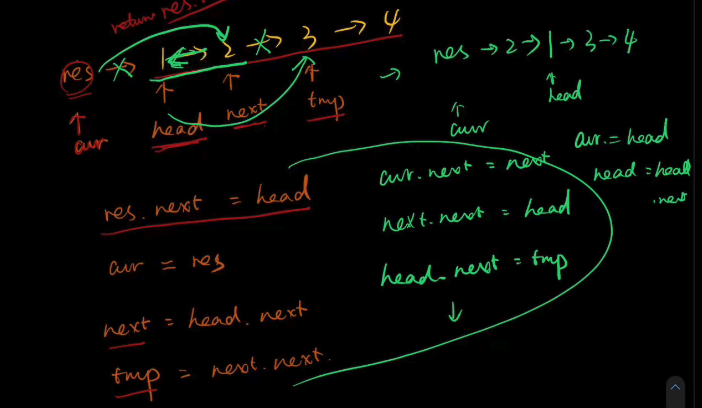 return res...
res → 1 → 2 → 3 → 4
cur
head
next
tmp
→ res → 2 → 1 → 3 → 4
head
curr
cur = head
head = head
.next
res.next = head
cur = res
next = head.next
tmp = next.next.
cur.next = next
next.next = head
head.next = tmp
↓